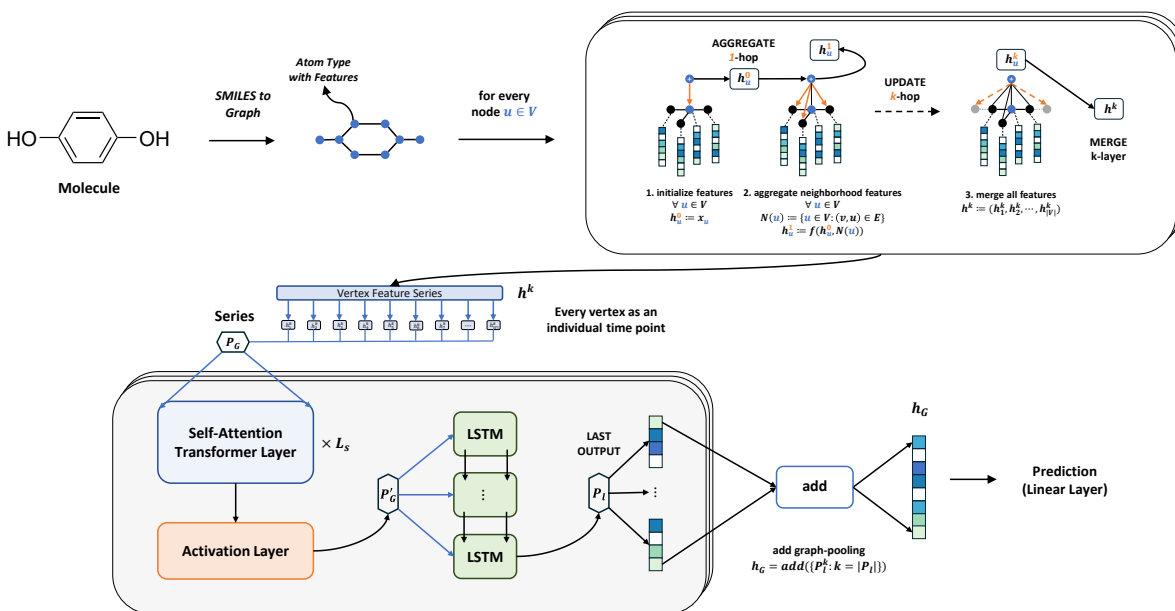 HO
OH
Molecule
SMILES to
Graph
Atom Type
with Features
for every
node u ∈ V
AGGREGATE
1-hop
h_u^0
h_u^1
UPDATE
k-hop
h_u^k
h^k
MERGE
k-layer
1. initialize features
∀ u ∈ V
h_u^0 ≔ x_u
2. aggregate neighborhood features
∀ u ∈ V
N(u) ≔ {u ∈ V: (v, u) ∈ E}
h_u^1 ≔ f(h_u^0, N(u))
3. merge all features
h^k ≔ (h_1^k, h_2^k, ⋯, h_|V|^k)
Vertex Feature Series
h^k
Every vertex as an
individual time point
Series
P_G
...
Self-Attention
Transformer Layer
× L_s
Activation Layer
P'_G
LSTM
⋮
LSTM
LAST
OUTPUT
P_l
⋮
add
add graph-pooling
h_G = add({P_l^k: k = |P_l|})
h_G
Prediction
(Linear Layer)